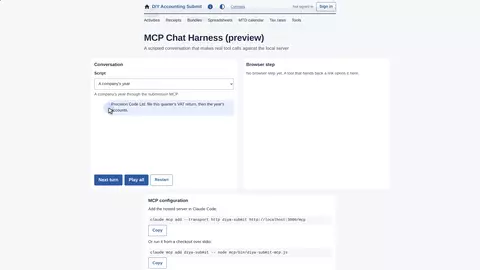 DIY Accounting Submit
Company
Not signed in
Sign in
Activities Receipts Bundles Spreadsheets MTD calendar Tax rates Tools
MCP Chat Harness (preview)
A scripted conversation that makes real tool calls against the local server
Conversation
Script
A company's year
A company's year through the submission MCP
Precision Code Ltd: file this quarter's VAT return, then the year's
accounts.
Next turn
Play all
Restart
Browser step
No browser step yet. A tool that hands back a link opens it here.
MCP configuration
Add the hosted server in Claude Code:
claude mcp add --transport http diya-submit http://localhost:3000/mcp
Copy
Or run it from a checkout over stdio:
claude mcp add diya-submit -- node mcp/bin/diya-submit-mcp.js
Copy